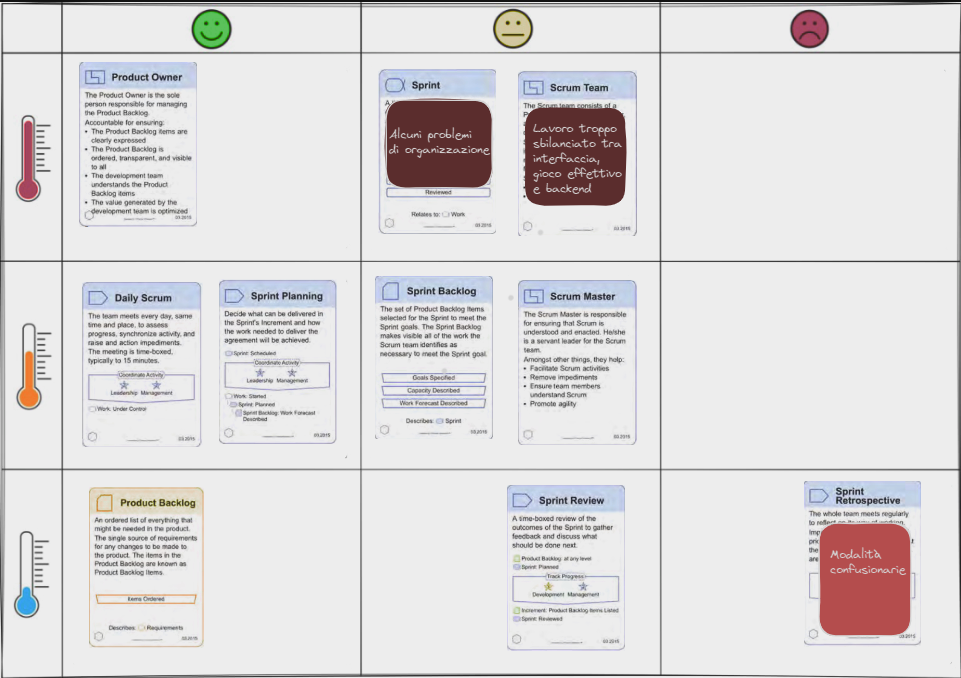 Product Owner
The Product Owner is the sole
person responsible for managing
the Product Backlog.
Accountable for ensuring:
• The Product Backlog items are
clearly expressed
• The Product Backlog is
ordered, transparent, and visible
to all
• The development team
understands the Product
Backlog items
• The value generated by the
development team is optimized
03.2015
Sprint
Alcuni problemi
di organizzazione
Reviewed
Relates to: Work
03.2015
Scrum Team
The Scrum team consists of a
Lavoro troppo
sbilanciato tra
interfaccia,
gioco effettivo
e backend
03.2015
Daily Scrum
The team meets every day, same
time and place, to assess
progress, synchronize activity, and
raise and action impediments.
The meeting is time-boxed,
typically to 15 minutes.
Coordinate Activity
Leadership Management
Work: Under Control
03.2015
Sprint Planning
Decide what can be delivered in
the Sprint's Increment and how
the work needed to deliver the
agreement will be achieved.
Sprint: Scheduled
Coordinate Activity
Leadership Management
Work: Started
Sprint: Planned
Sprint Backlog: Work Forecast
Described
03.2015
Sprint Backlog
The set of Product Backlog Items
selected for the Sprint to meet the
Sprint goals. The Sprint Backlog
makes visible all of the work the
Scrum team identifies as
necessary to meet the Sprint goal.
Goals Specified
Capacity Described
Work Forecast Described
Describes: Sprint
03.2015
Scrum Master
The Scrum Master is responsible
for ensuring that Scrum is
understood and enacted. He/she
is a servant leader for the Scrum
team.
Amongst other things, they help:
• Facilitate Scrum activities
• Remove impediments
• Ensure team members
understand Scrum
• Promote agility
03.2015
Product Backlog
An ordered list of everything that
might be needed in the product.
The single source of requirements
for any changes to be made to
the product. The items in the
Product Backlog are known as
Product Backlog Items.
Items Ordered
Describes: Requirements
03.2015
Sprint Review
A time-boxed review of the
outcomes of the Sprint to gather
feedback and discuss what
should be done next.
Product Backlog: at any level
Sprint: Planned
Track Progress
Development Management
Increment: Product Backlog Items Listed
Sprint: Reviewed
03.2015
Sprint
Retrospective
The whole team meets regularly
to reflect on its way of working,
Modalità
confusionarie
03.2015